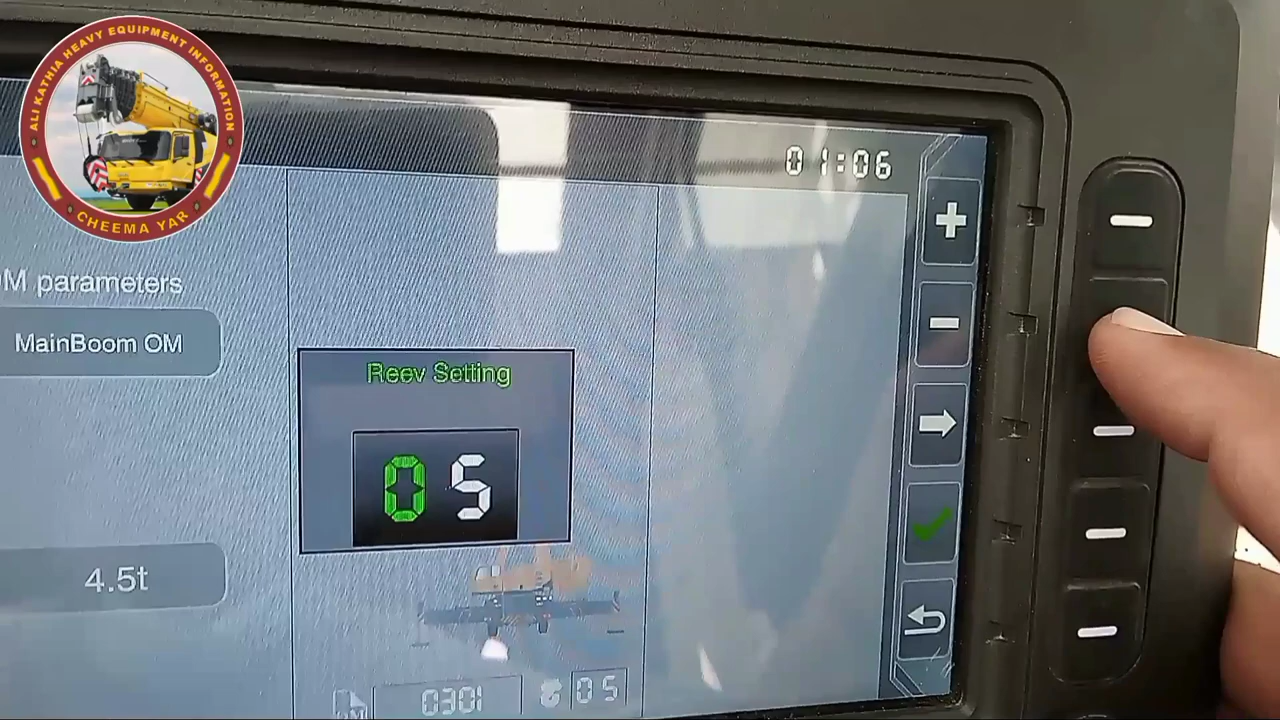 ALI KATHIA HEAVY EQUIPMENT INFORMATION
CHEEMA YAR
01:06
M parameters
MainBoom OM
Reev Setting
05
4.5t
0301
05